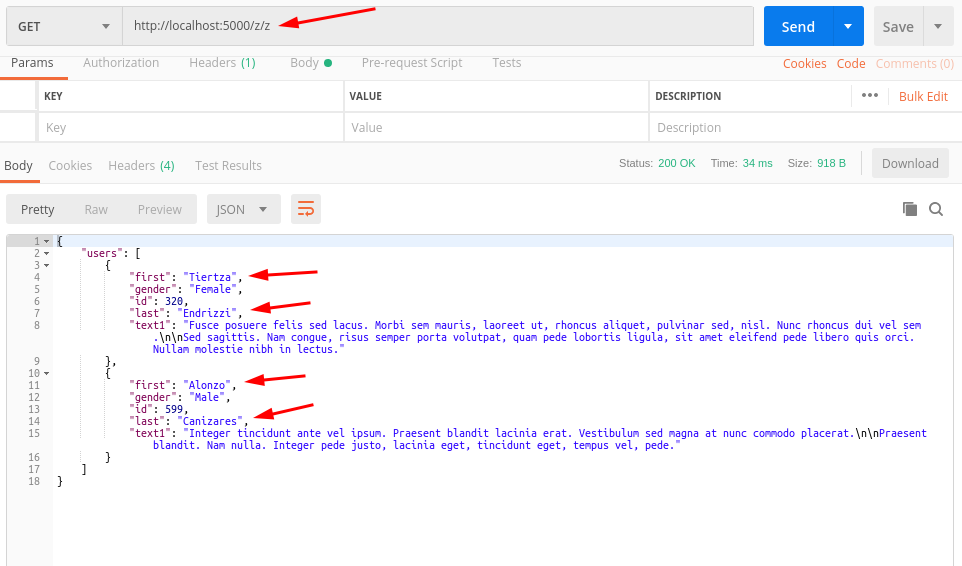 GET http://localhost:5000/z/z Send Save
Params Authorization Headers (1) Body Pre-request Script Tests Cookies Code Comments (0)
KEY VALUE DESCRIPTION ••• Bulk Edit
Key Value Description
Body Cookies Headers (4) Test Results Status: 200 OK Time: 34 ms Size: 918 B Download
Pretty Raw Preview JSON
1 {
2 "users": [
3 {
4 "first": "Tiertza",
5 "gender": "Female",
6 "id": 320,
7 "last": "Endrizzi",
8 "text1": "Fusce posuere felis sed lacus. Morbi sem mauris, laoreet ut, rhoncus aliquet, pulvinar sed, nisl. Nunc rhoncus dui vel sem
.\n\nSed sagittis. Nam congue, risus semper porta volutpat, quam pede lobortis ligula, sit amet eleifend pede libero quis orci.
Nullam molestie nibh in lectus."
9 },
10 {
11 "first": "Alonzo",
12 "gender": "Male",
13 "id": 599,
14 "last": "Canizares",
15 "text1": "Integer tincidunt ante vel ipsum. Praesent blandit lacinia erat. Vestibulum sed magna at nunc commodo placerat.\n\nPraesent
blandit. Nam nulla. Integer pede justo, lacinia eget, tincidunt eget, tempus vel, pede."
16 }
17 ]
18 }